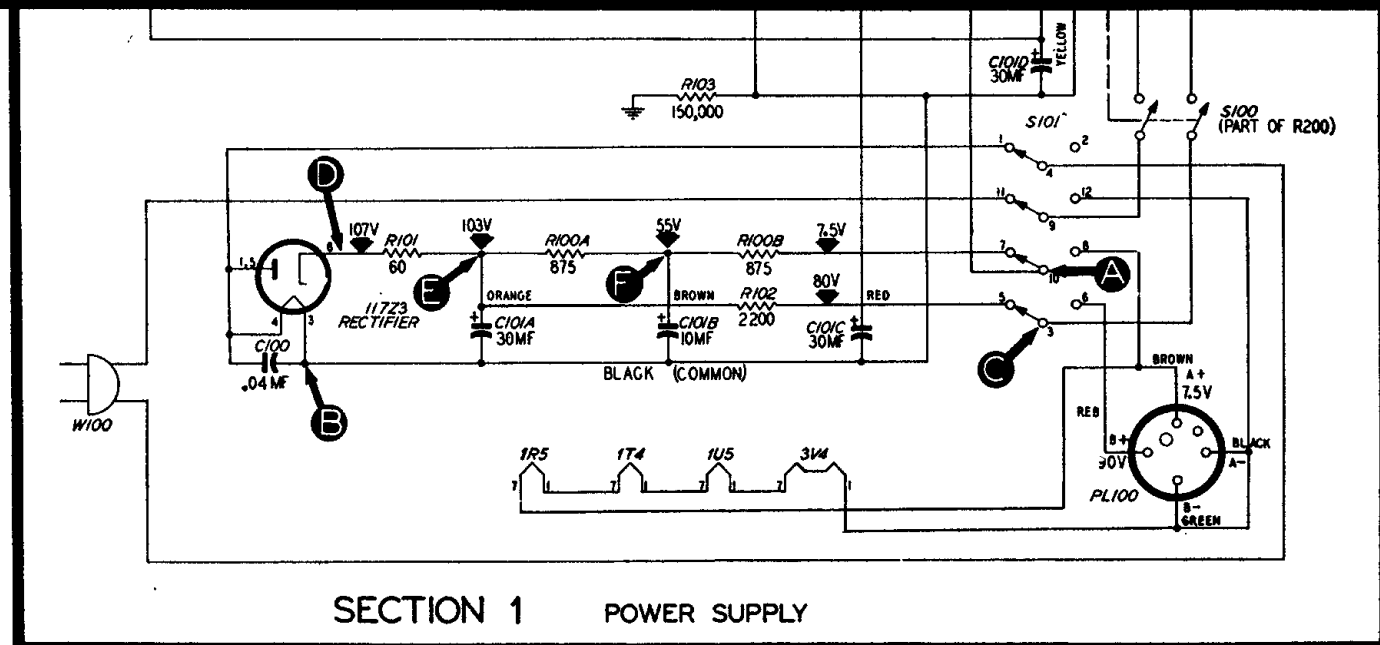 YELLOW
C101D
30MF
+
R103
150,000
S100
(PART OF R200)
S101
1
2
4
11
12
9
D
107V
R101
60
103V
R100A
875
55V
R100B
875
7.5V
7
8
10
A
6
1.5
E
F
ORANGE
BROWN
R102
2200
80V
RED
5
6
3
117Z3
RECTIFIER
4
3
+
C101A
30MF
+
C101B
10MF
C101C
30MF
+
C
C100
.04 MF
BLACK (COMMON)
B
W100
BROWN
A+
7.5V
RED
B+
90V
BLACK
A-
PL100
B-
GREEN
1R5
1T4
1U5
3V4
7
1
7
1
7
1
7
1
SECTION 1 POWER SUPPLY